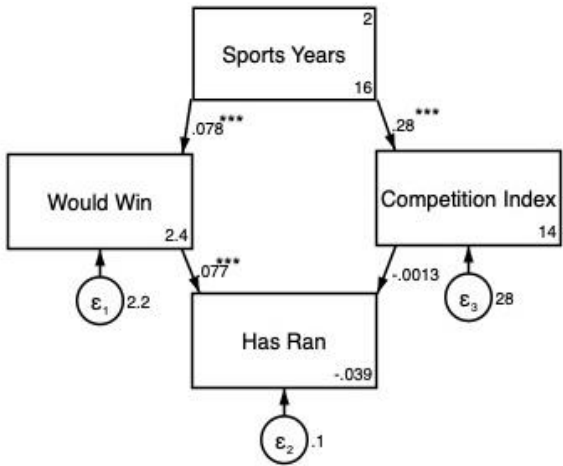 2
Sports Years
16
.078***
.28***
Would Win
2.4
Competition Index
14
ε1 2.2
.077***
-.0013
ε3 28
Has Ran
-.039
ε2 .1